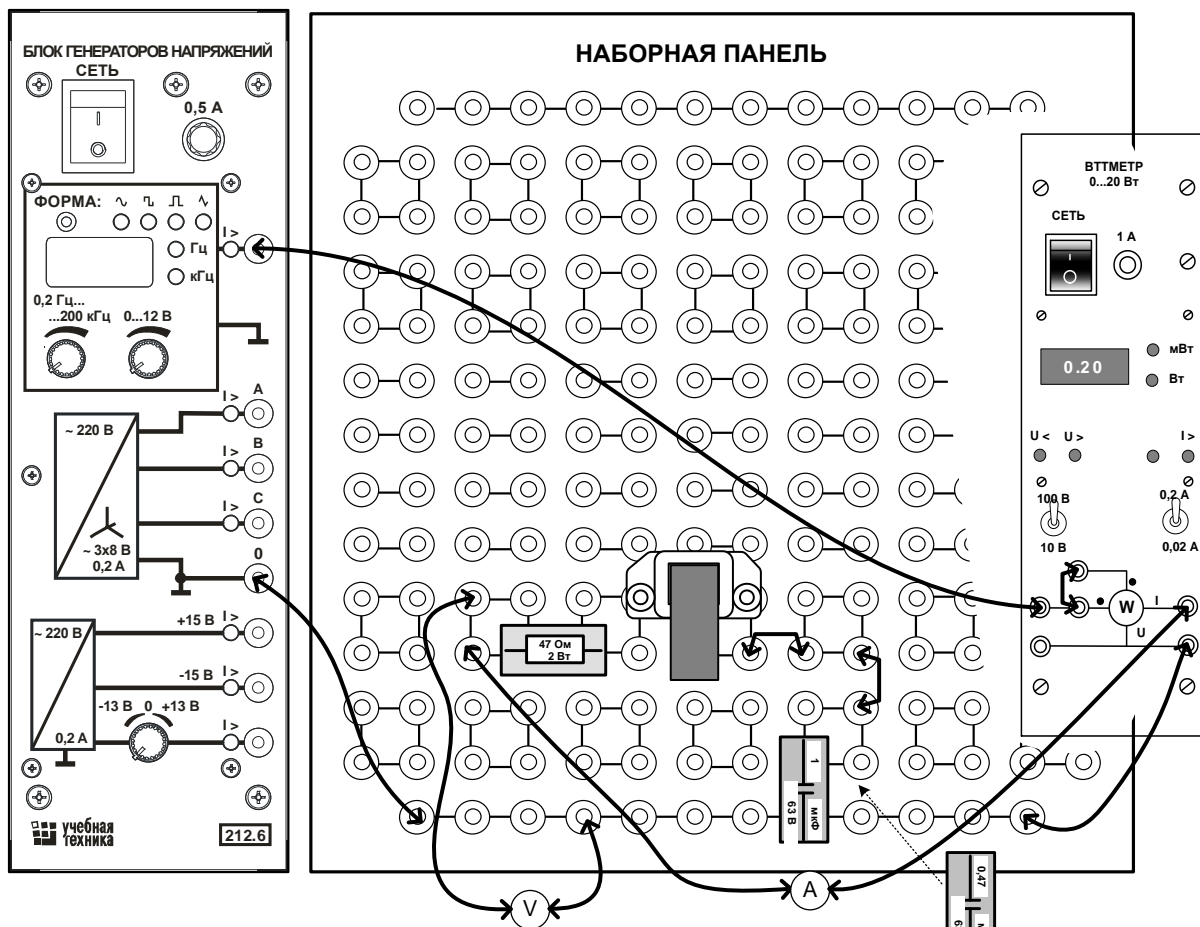 БЛОК ГЕНЕРАТОРОВ НАПРЯЖЕНИЙ
СЕТЬ
0,5 А
ФОРМА:
I >
Гц
кГц
0,2 Гц...
...200 кГц
0...12 В
I >
A
~ 220 В
I >
B
I >
C
~ 3x8 В
0,2 А
0
~ 220 В
+15 В
I >
-15 В
I >
-13 В 0 +13 В
I >
0,2 А
учебная
техника
212.6
НАБОРНАЯ ПАНЕЛЬ
47 Ом
2 Вт
1
мкФ
63 В
0,47
V
A
ВТТМЕТР
0...20 Вт
СЕТЬ
1 А
I
мВт
0.20
Вт
U <
U >
I >
100 В
0,2 А
10 В
0,02 А
W
I
U